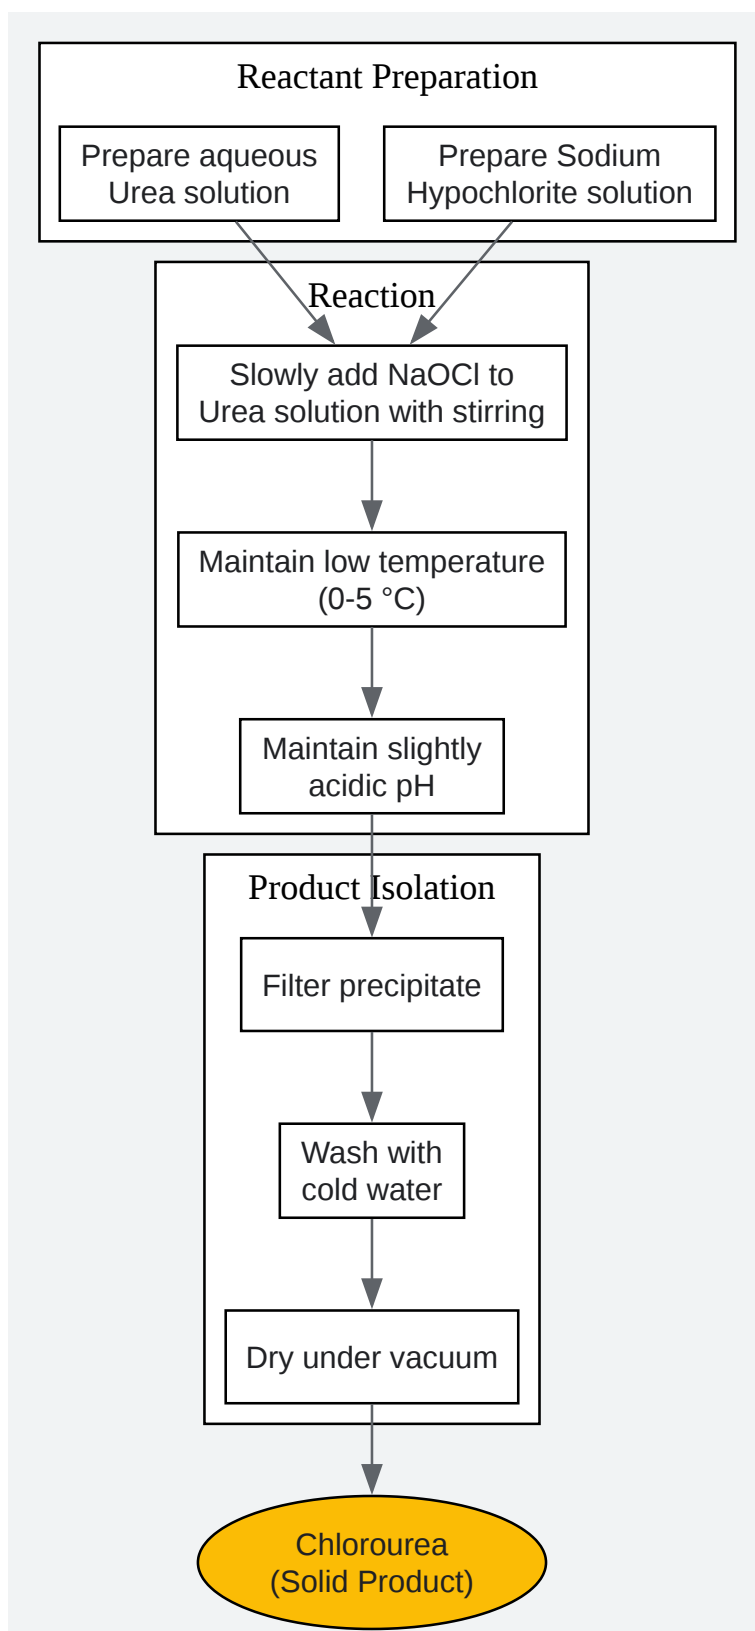 Reactant Preparation
Prepare aqueous
Urea solution
Prepare Sodium
Hypochlorite solution
Reaction
Slowly add NaOCl to
Urea solution with stirring
Maintain low temperature
(0-5 °C)
Maintain slightly
acidic pH
Product Isolation
Filter precipitate
Wash with
cold water
Dry under vacuum
Chlorourea
(Solid Product)